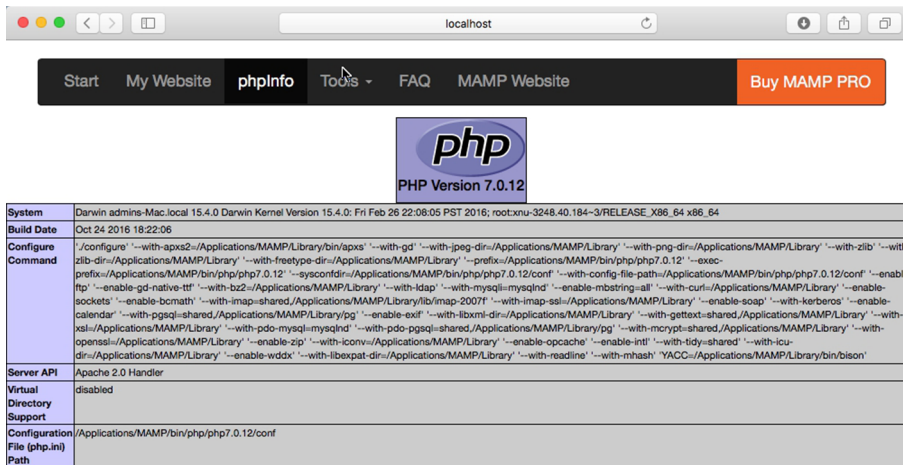 localhost
Start My Website phpInfo Tools FAQ MAMP Website Buy MAMP PRO
php
PHP Version 7.0.12
System Darwin admins-Mac.local 15.4.0 Darwin Kernel Version 15.4.0: Fri Feb 26 22:08:05 PST 2016; root:xnu-3248.40.184~3/RELEASE_X86_64 x86_64
Build Date Oct 24 2016 18:22:06
Configure './configure' '--with-apxs2=/Applications/MAMP/Library/bin/apxs' '--with-gd' '--with-jpeg-dir=/Applications/MAMP/Library' '--with-png-dir=/Applications/MAMP/Library' '--with-zlib' '--with
Command zlib-dir=/Applications/MAMP/Library' '--with-freetype-dir=/Applications/MAMP/Library' '--prefix=/Applications/MAMP/bin/php/php7.0.12' '--exec-
prefix=/Applications/MAMP/bin/php/php7.0.12' '--sysconfdir=/Applications/MAMP/bin/php/php7.0.12/conf' '--with-config-file-path=/Applications/MAMP/bin/php/php7.0.12/conf' '--enabl
ftp' '--enable-gd-native-ttf' '--with-bz2=/Applications/MAMP/Library' '--with-ldap' '--with-mysqli=mysqlnd' '--enable-mbstring=all' '--with-curl=/Applications/MAMP/Library' '--enable-
sockets' '--enable-bcmath' '--with-imap=shared,/Applications/MAMP/Library/lib/imap-2007f' '--with-imap-ssl=/Applications/MAMP/Library' '--enable-soap' '--with-kerberos' '--enable-
calendar' '--with-pgsql=shared,/Applications/MAMP/Library/pg' '--enable-exif' '--with-libxml-dir=/Applications/MAMP/Library' '--with-gettext=shared,/Applications/MAMP/Library' '--with-
xsl=/Applications/MAMP/Library' '--with-pdo-mysql=mysqlnd' '--with-pdo-pgsql=shared,/Applications/MAMP/Library/pg' '--with-mcrypt=shared,/Applications/MAMP/Library' '--with-
openssl=/Applications/MAMP/Library' '--enable-zip' '--with-iconv=/Applications/MAMP/Library' '--enable-opcache' '--enable-intl' '--with-tidy=shared' '--with-icu-
dir=/Applications/MAMP/Library' '--enable-wddx' '--with-libexpat-dir=/Applications/MAMP/Library' '--with-readline' '--with-mhash' 'YACC=/Applications/MAMP/Library/bin/bison'
Server API Apache 2.0 Handler
Virtual disabled
Directory
Support
Configuration /Applications/MAMP/bin/php/php7.0.12/conf
File (php.ini)
Path